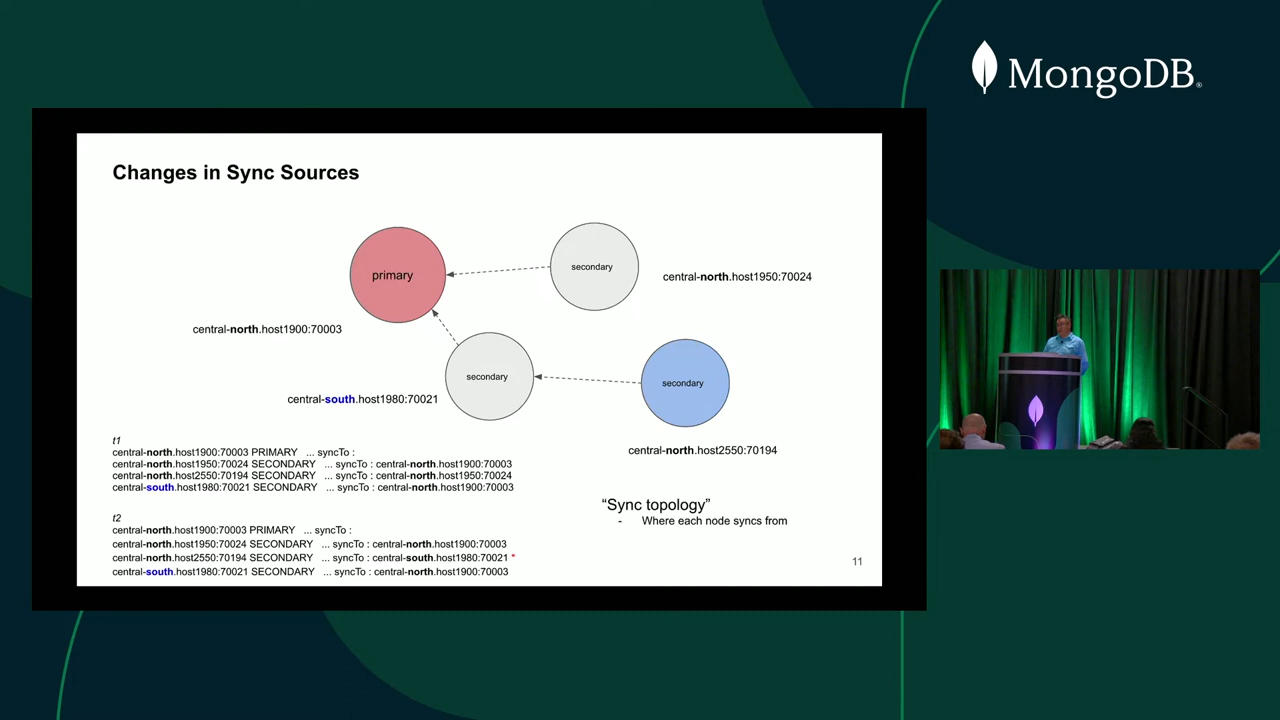 MongoDB®
Changes in Sync Sources
primary
secondary
central-north.host1950:70024
central-north.host1900:70003
secondary
secondary
central-south.host1980:70021
central-north.host2550:70194
t1
central-north.host1900:70003 PRIMARY ... syncTo :
central-north.host1950:70024 SECONDARY ... syncTo : central-north.host1900:70003
central-north.host2550:70194 SECONDARY ... syncTo : central-north.host1950:70024
central-south.host1980:70021 SECONDARY ... syncTo : central-north.host1900:70003
"Sync topology"
- Where each node syncs from
t2
central-north.host1900:70003 PRIMARY ... syncTo :
central-north.host1950:70024 SECONDARY ... syncTo : central-north.host1900:70003
central-north.host2550:70194 SECONDARY ... syncTo : central-south.host1980:70021 *
central-south.host1980:70021 SECONDARY ... syncTo : central-north.host1900:70003
11